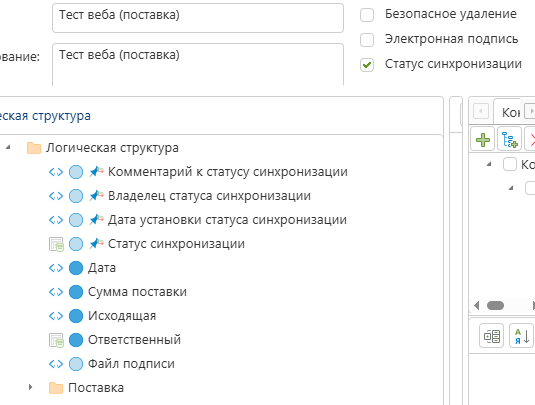 Тест веба (поставка)
Безопасное удаление
Электронная подпись
ование:
Тест веба (поставка)
Статус синхронизации
еская структура
Кон
Логическая структура
Комментарий к статусу синхронизации
Ко
Владелец статуса синхронизации
Дата установки статуса синхронизации
Статус синхронизации
Дата
Сумма поставки
Исходящая
Ответственный
А
Я
Файл подписи
Поставка